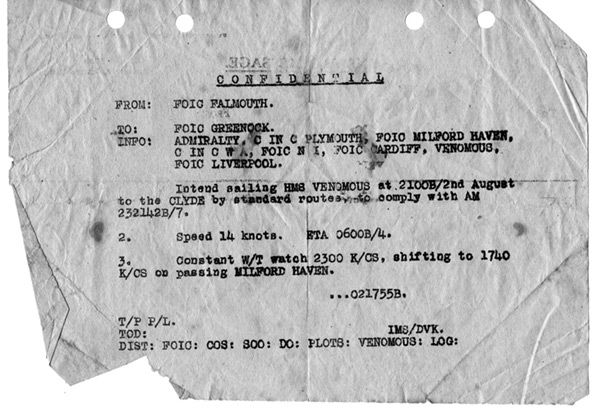 SAGE.
CONFIDENTIAL
FROM: FOIC FALMOUTH.
TO: FOIC GREENOCK.
INFO: ADMIRALTY, C IN C PLYMOUTH, FOIC MILFORD HAVEN,
C IN C W A, FOIC N I, FOIC CARDIFF, VENOMOUS,
FOIC LIVERPOOL.
Intend sailing HMS VENOMOUS at 2100B/2nd August
to the CLYDE by standard routes, to comply with AM
232142B/7.
2. Speed 14 knots. ETA 0600B/4.
3. Constant W/T watch 2300 K/CS, shifting to 1740
K/CS on passing MILFORD HAVEN.
...021755B.
T/P P/L.
TOD: IMS/DVK.
DIST: FOIC: COS: SOO: DO: PLOTS: VENOMOUS: LOG: